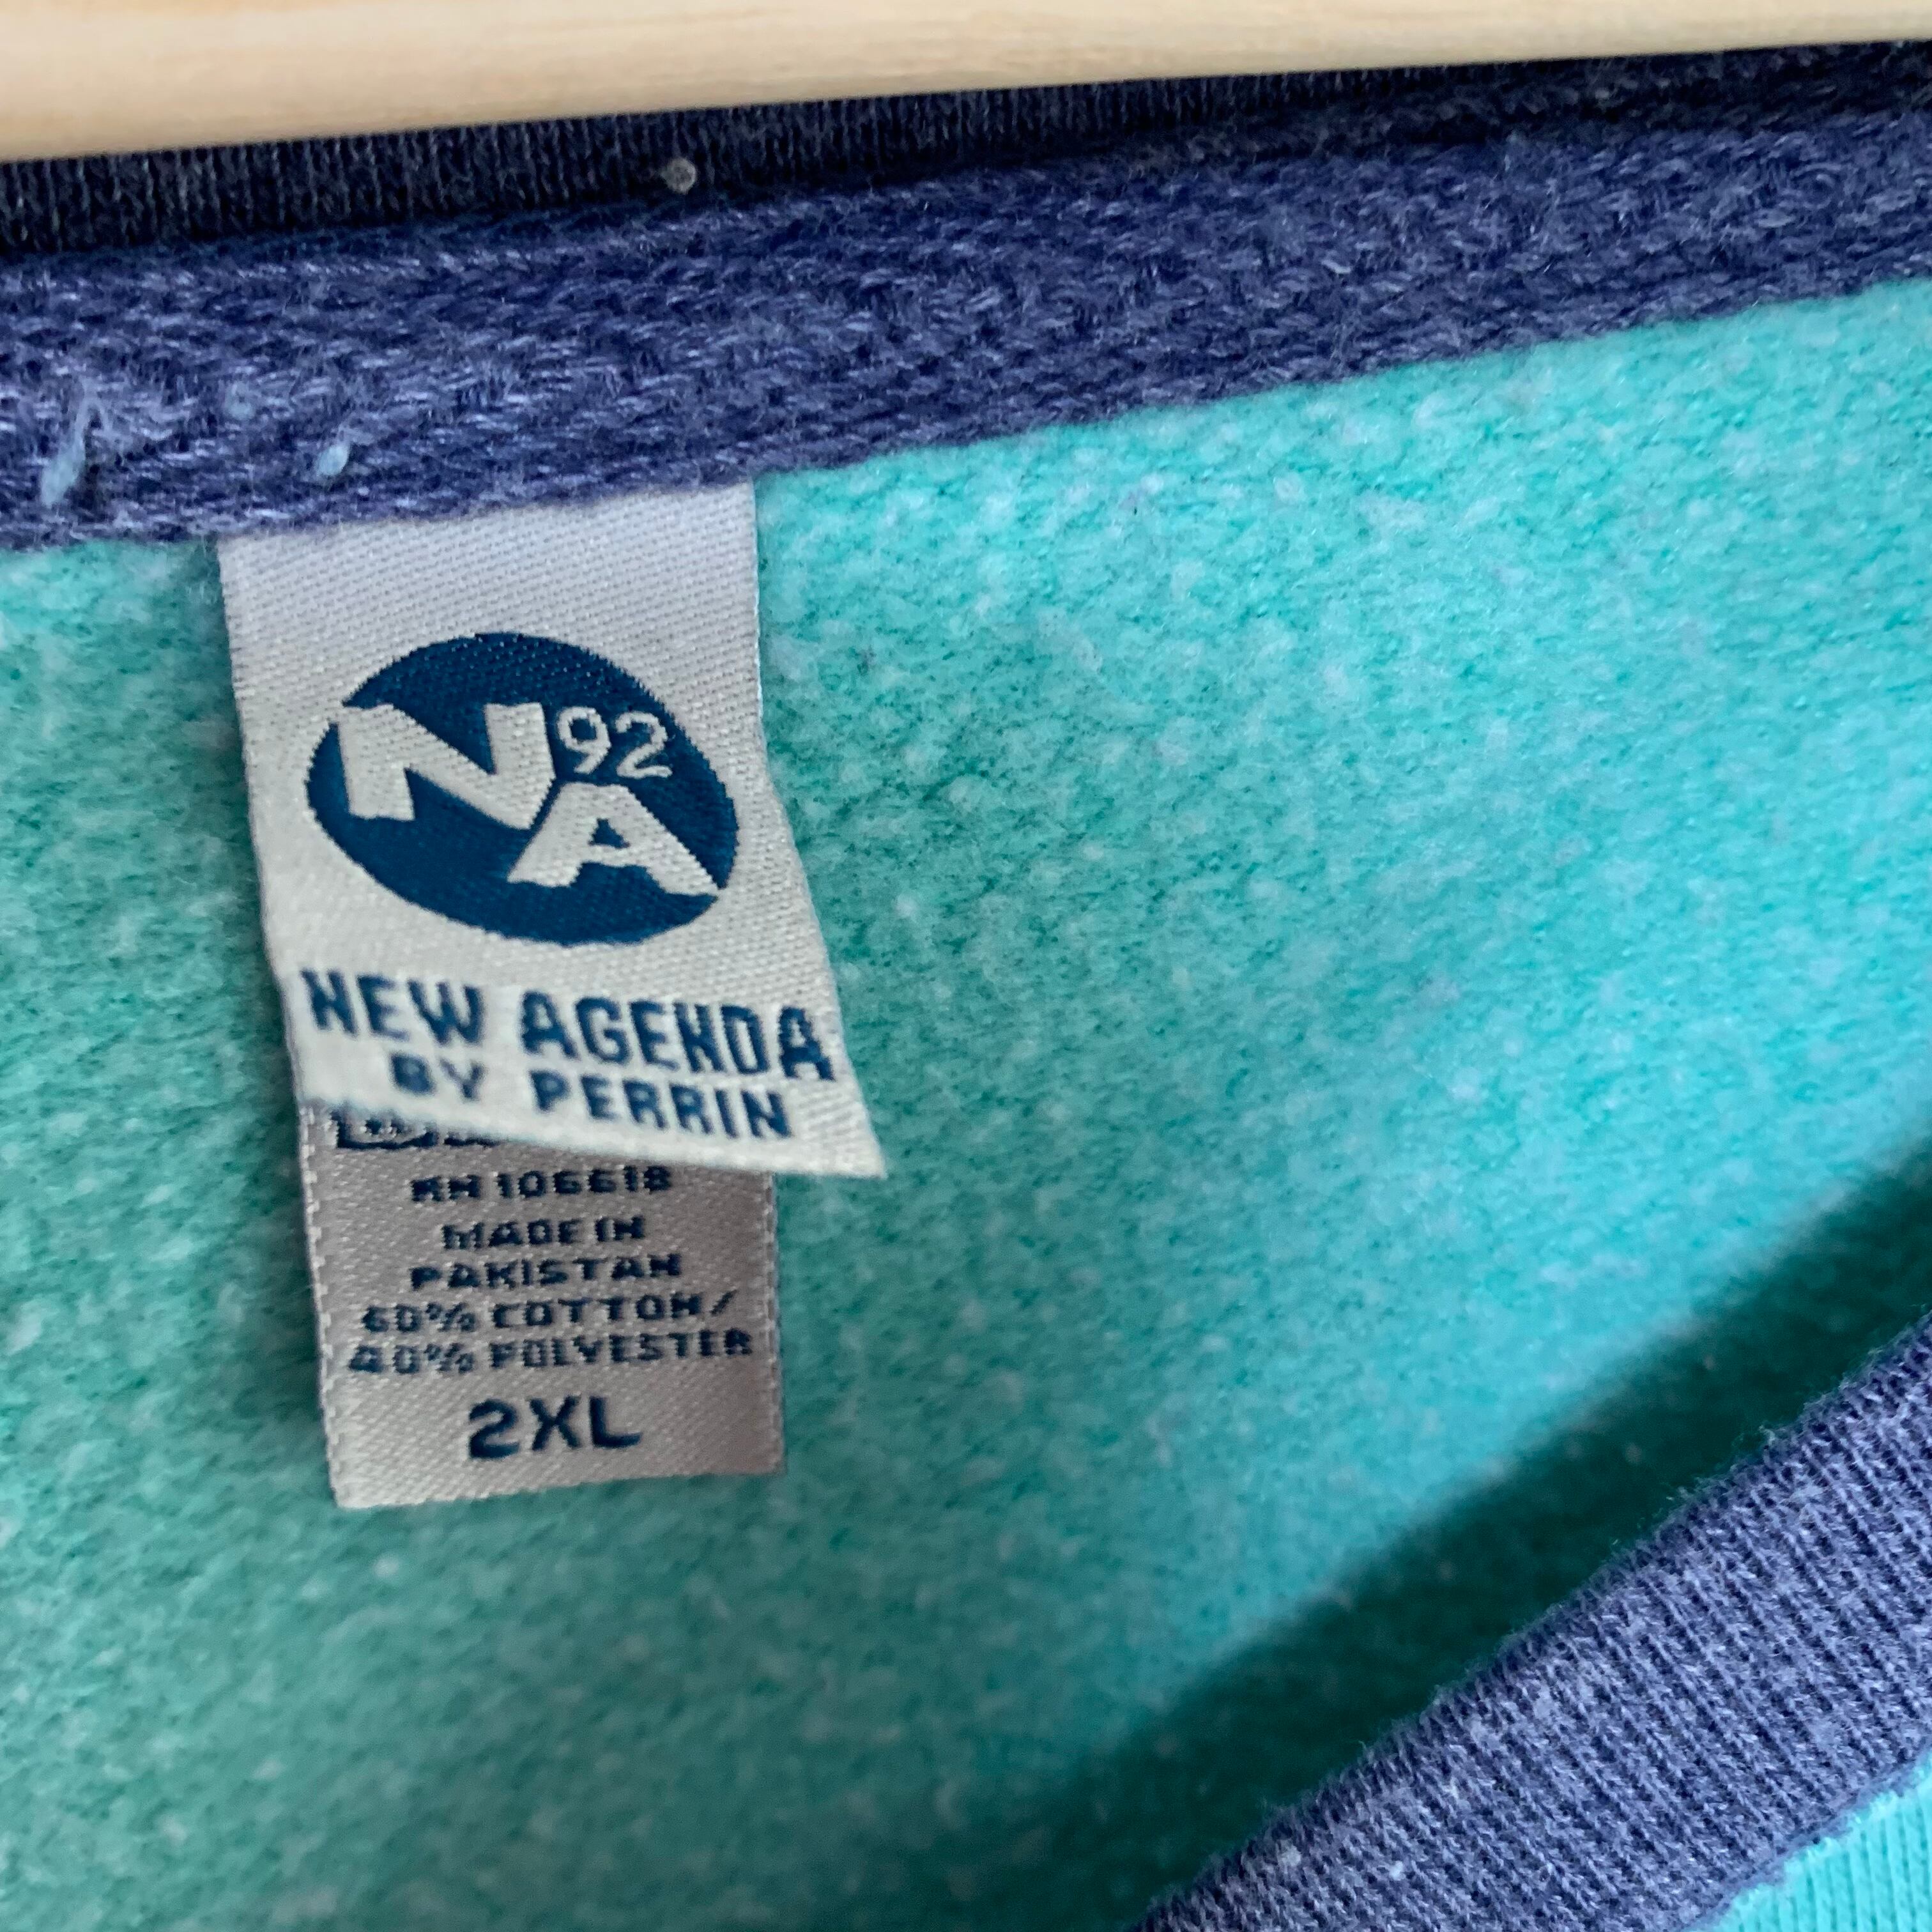 N 92
A
NEW AGENDA
BY PERRIN
RN 106618
MADE IN
PAKISTAN
60% COTTON/
40% POLYESTER
2XL